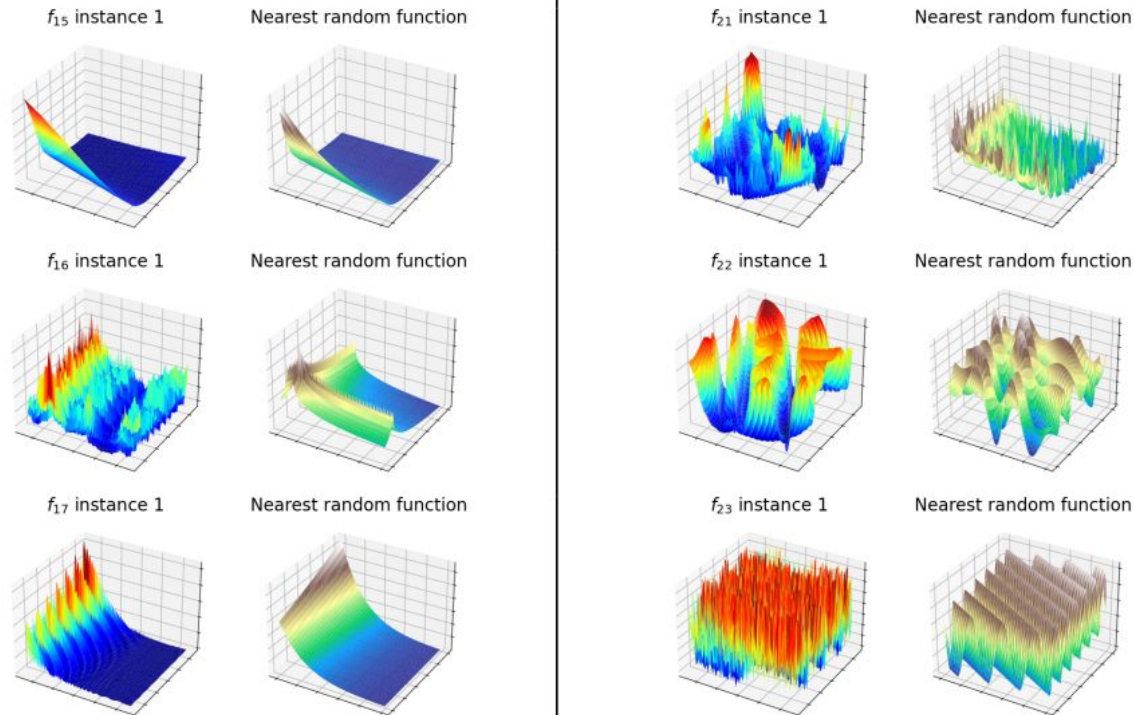 f₁₅ instance 1
Nearest random function
f₂₁ instance 1
Nearest random function
f₁₆ instance 1
Nearest random function
f₂₂ instance 1
Nearest random function
f₁₇ instance 1
Nearest random function
f₂₃ instance 1
Nearest random function